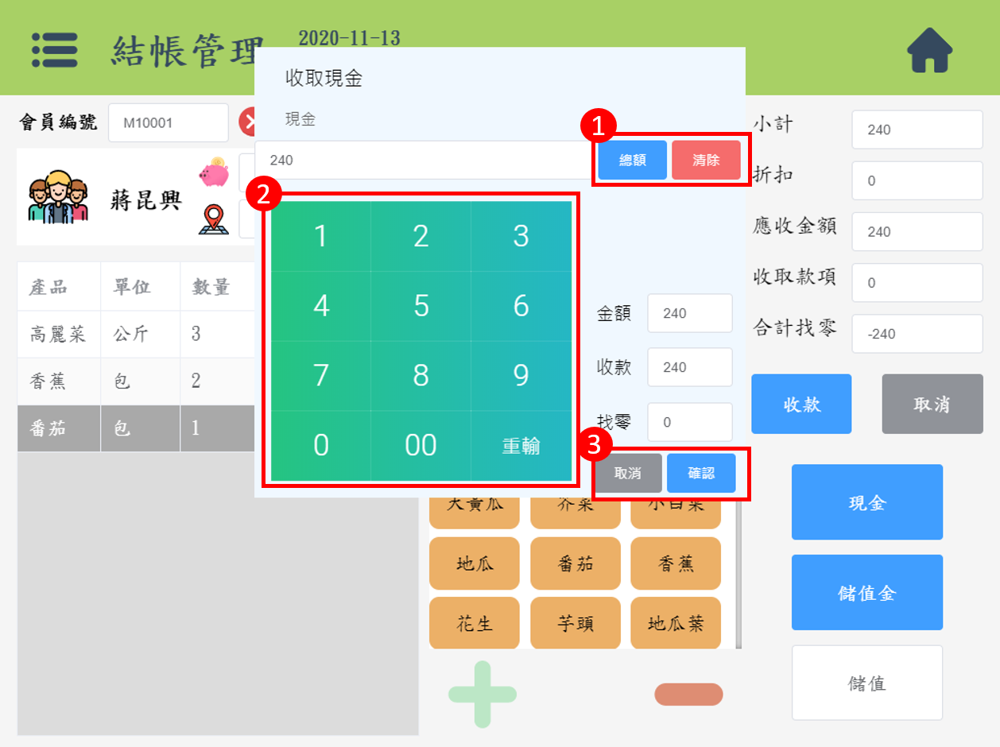 結帳管理
2020-11-13
收取現金
現金
240
1
總額
清除
2
1 2 3
4 5 6
7 8 9
0 00 重輸
金額 240
收款 240
找零 0
3
取消
確認
會員編號 M10001
蔣昆興
產品 單位 數量
高麗菜 公斤 3
香蕉 包 2
番茄 包 1
大黃瓜 芥菜 小白菜
地瓜 番茄 香蕉
花生 芋頭 地瓜葉
小計 240
折扣 0
應收金額 240
收取款項 0
合計找零 -240
收款 取消
現金
儲值金
儲值